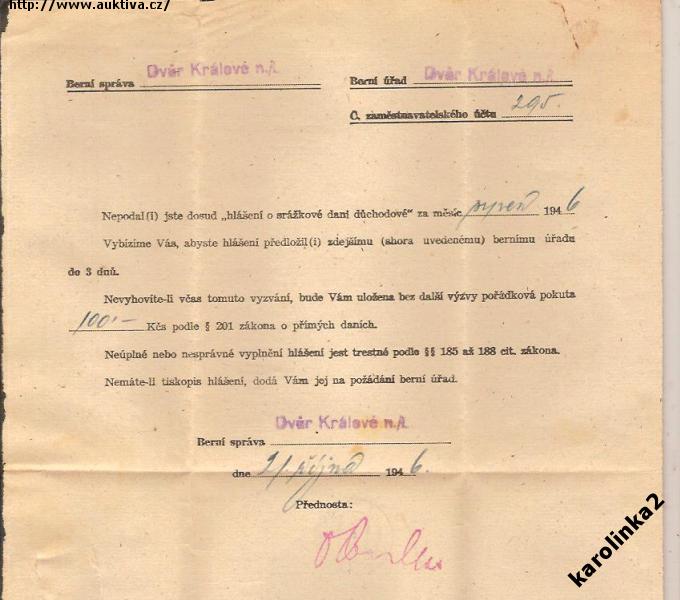 http://www.auktiva.cz/
Berní správa Dvůr Králové n./L. Berní úřad Dvůr Králové n./L.
Č. zaměstnavatelského účtu 295.
Nepodal(i) jste dosud „hlášení o srážkové dani důchodové“ za měsíc srpen 1946
Vybízíme Vás, abyste hlášení předložil(i) zdejšímu (shora uvedenému) bernímu úřadu
do 3 dnů.
Nevyhovíte-li včas tomuto vyzvání, bude Vám uložena bez další výzvy pořádková pokuta
100·— Kčs podle § 201 zákona o přímých daních.
Neúplné nebo nesprávné vyplnění hlášení jest trestné podle §§ 185 až 188 cit. zákona.
Nemáte-li tiskopis hlášení, dodá Vám jej na požádání berní úřad.
Dvůr Králové n./L.
Berní správa
dne 21. října 1946.
Přednosta:
karolinka2